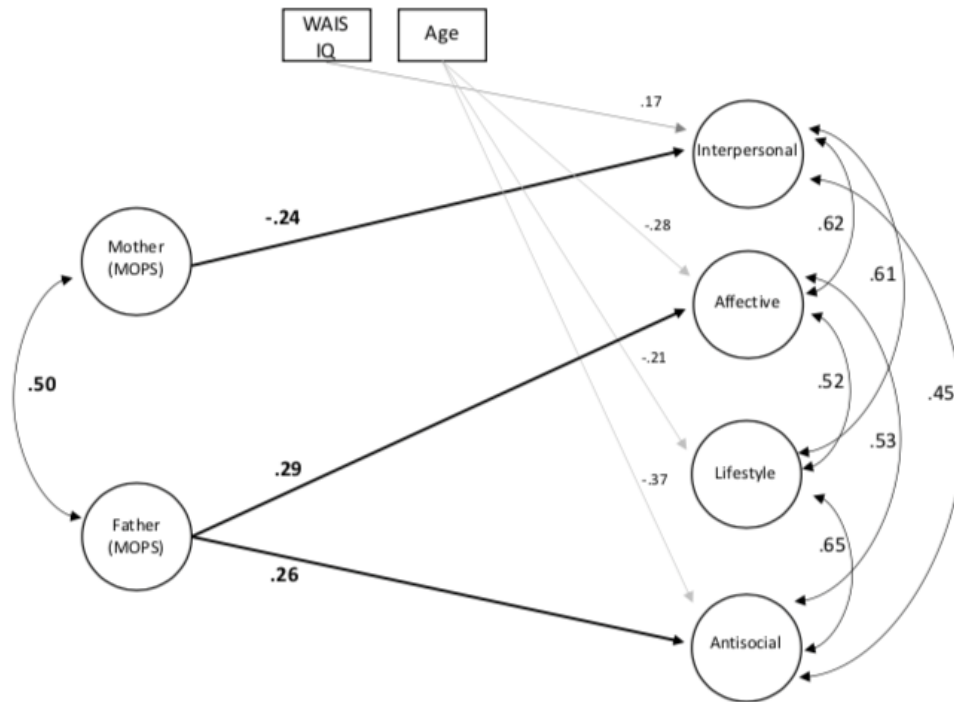 WAIS
IQ
Age
.17
Interpersonal
-.24
-.28
.62
Mother
(MOPS)
.61
Affective
-.21
.50
.52
.45
.53
.29
Lifestyle
-.37
Father
(MOPS)
.65
.26
Antisocial